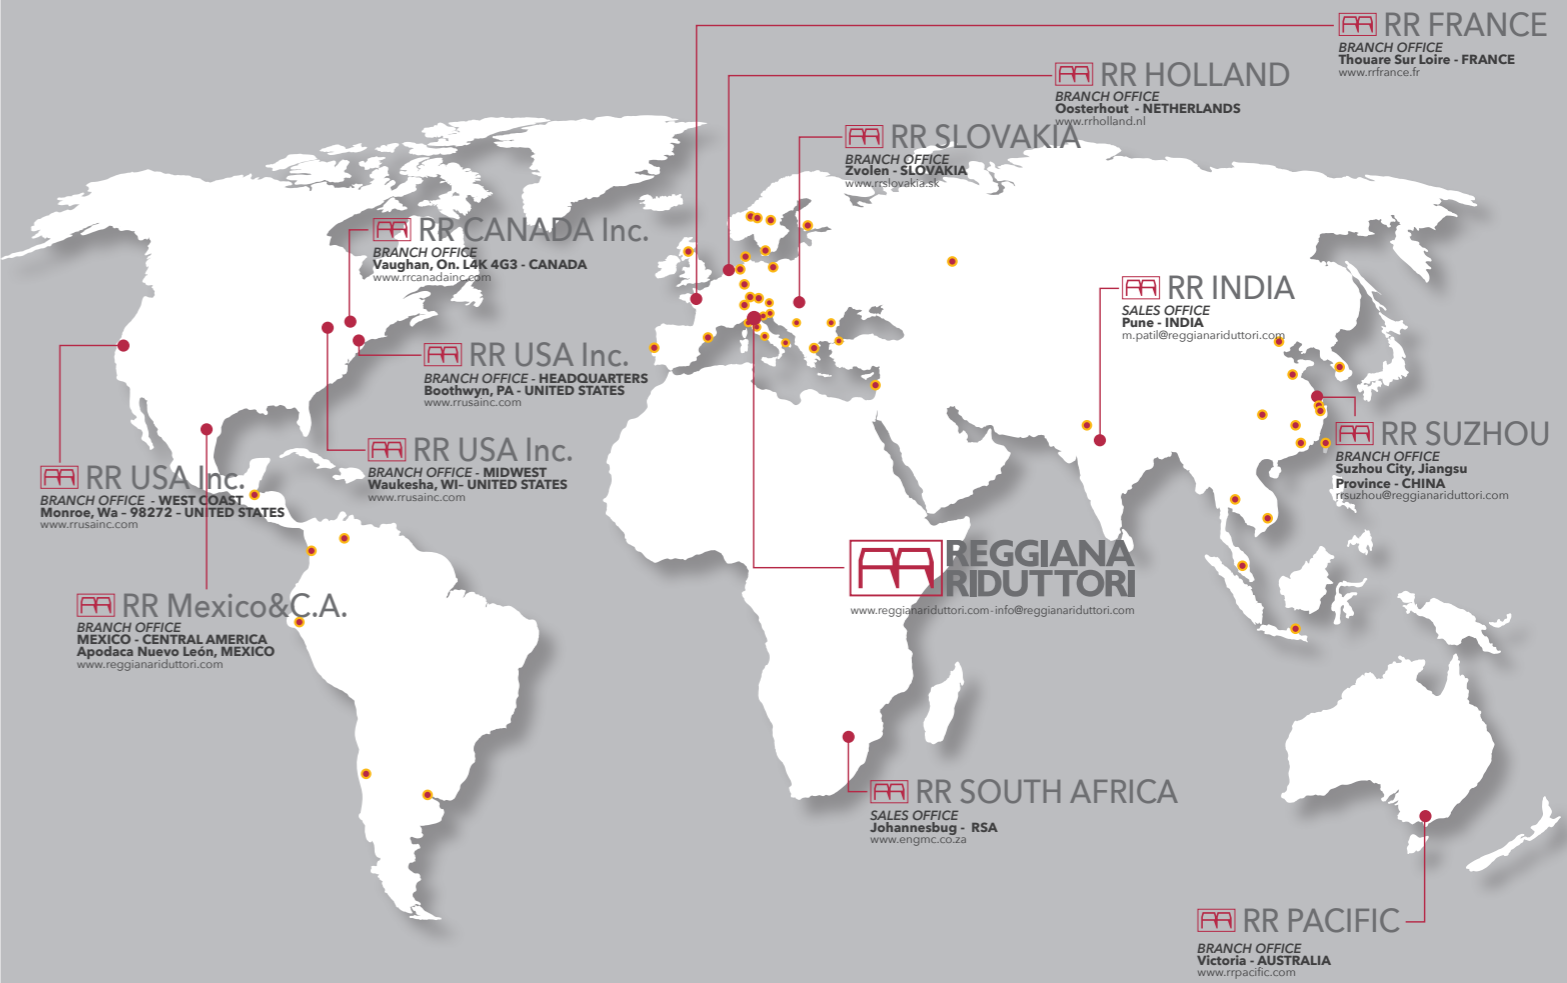 RR FRANCE
BRANCH OFFICE
Thouare Sur Loire - FRANCE
www.rrfrance.fr
RR HOLLAND
BRANCH OFFICE
Oosterhout - NETHERLANDS
www.rrholland.nl
RR SLOVAKIA
BRANCH OFFICE
Zvolen - SLOVAKIA
www.rrslovakia.sk
RR CANADA Inc.
BRANCH OFFICE
Vaughan, On. L4K 4G3 - CANADA
www.rrcanadainc.com
RR INDIA
SALES OFFICE
Pune - INDIA
m.patil@reggianariduttori.com
RR USA Inc.
BRANCH OFFICE - HEADQUARTERS
Boothwyn, PA - UNITED STATES
www.rrusainc.com
RR USA Inc.
BRANCH OFFICE - MIDWEST
Waukesha, WI- UNITED STATES
www.rrusainc.com
RR USA Inc.
BRANCH OFFICE - WEST COAST
Monroe, Wa - 98272 - UNITED STATES
www.rrusainc.com
RR SUZHOU
BRANCH OFFICE
Suzhou City, Jiangsu
Province - CHINA
rrsuzhou@reggianariduttori.com
REGGIANA
RIDUTTORI
www.reggianariduttori.com-info@reggianariduttori.com
RR Mexico&C.A.
BRANCH OFFICE
MEXICO - CENTRAL AMERICA
Apodaca Nuevo León, MEXICO
www.reggianariduttori.com
RR SOUTH AFRICA
SALES OFFICE
Johannesbug - RSA
www.engmc.co.za
RR PACIFIC
BRANCH OFFICE
Victoria - AUSTRALIA
www.rrpacific.com